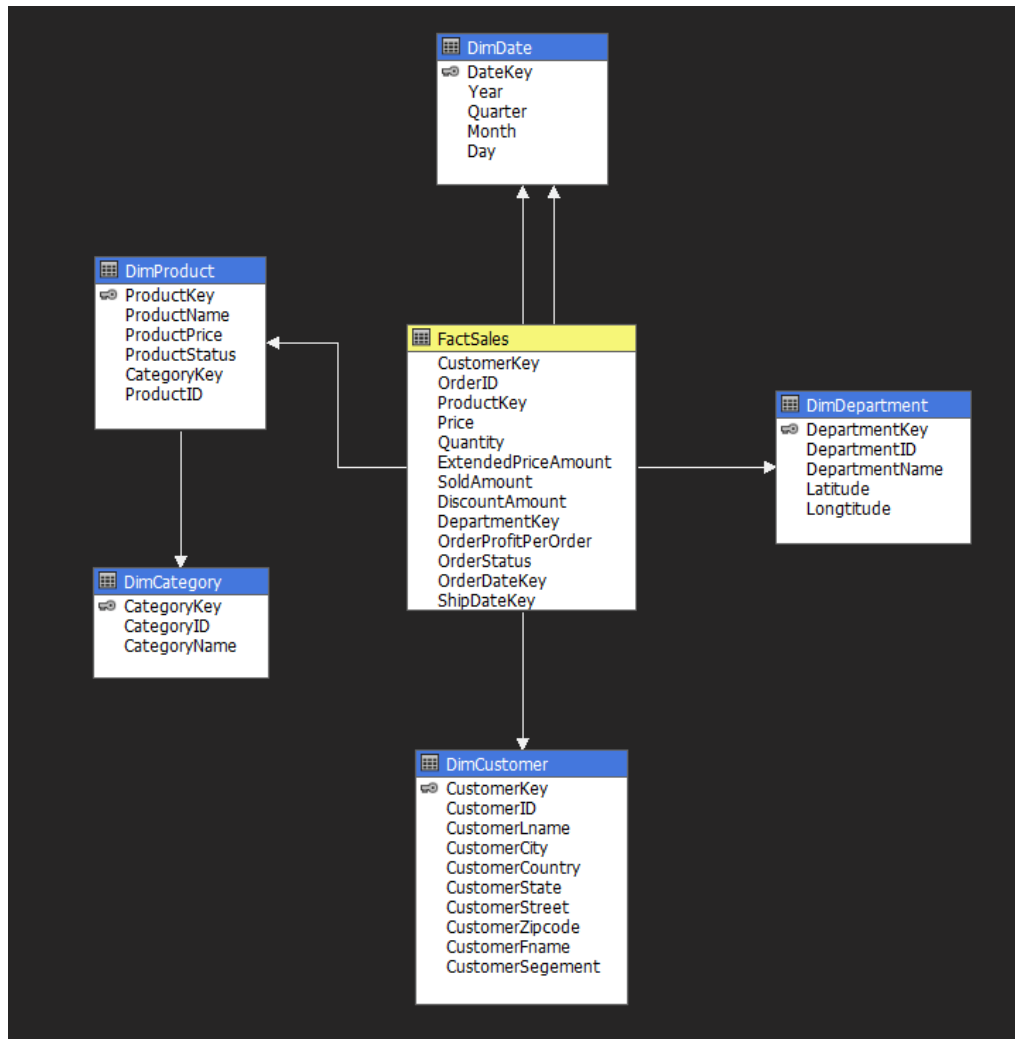 DimDate
DateKey
Year
Quarter
Month
Day
DimProduct
ProductKey
ProductName
ProductPrice
ProductStatus
CategoryKey
ProductID
FactSales
CustomerKey
OrderID
ProductKey
Price
Quantity
ExtendedPriceAmount
SoldAmount
DiscountAmount
DepartmentKey
OrderProfitPerOrder
OrderStatus
OrderDateKey
ShipDateKey
DimDepartment
DepartmentKey
DepartmentID
DepartmentName
Latitude
Longtitude
DimCategory
CategoryKey
CategoryID
CategoryName
DimCustomer
CustomerKey
CustomerID
CustomerLname
CustomerCity
CustomerCountry
CustomerState
CustomerStreet
CustomerZipcode
CustomerFname
CustomerSegement